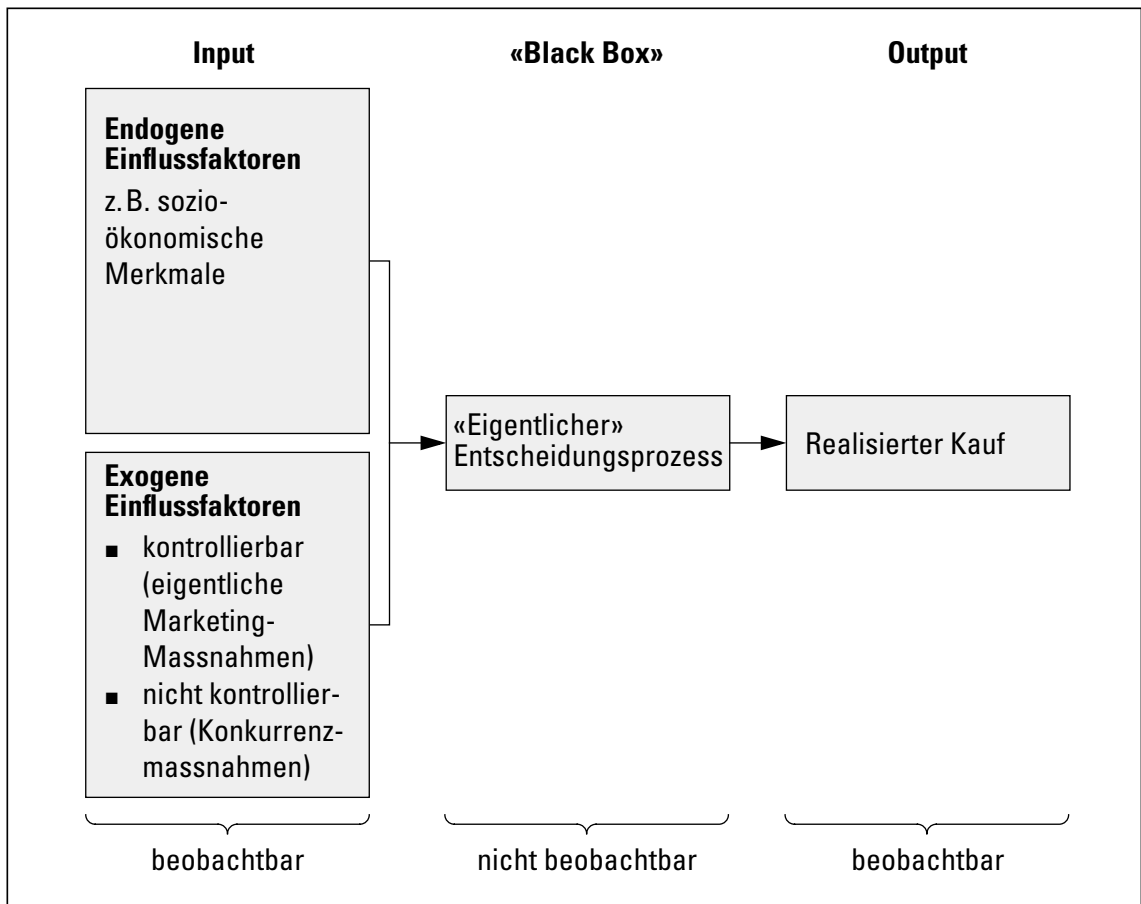 Input
«Black Box»
Output
Endogene
Einflussfaktoren
z. B. sozio-
ökonomische
Merkmale
«Eigentlicher»
Entscheidungsprozess
Realisierter Kauf
Exogene
Einflussfaktoren
■ kontrollierbar
(eigentliche
Marketing-
Massnahmen)
■ nicht kontrollier-
bar (Konkurrenz-
massnahmen)
beobachtbar
nicht beobachtbar
beobachtbar